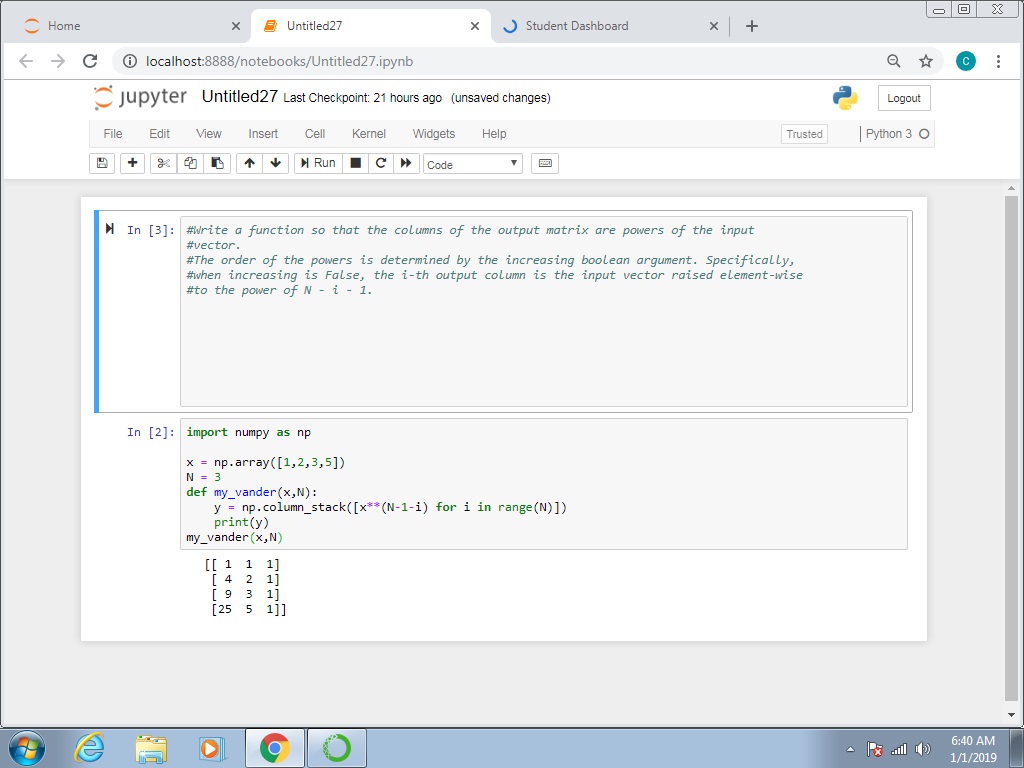 Home
Untitled27
Student Dashboard
localhost:8888/notebooks/Untitled27.ipynb
C
jupyter Untitled27 Last Checkpoint: 21 hours ago (unsaved changes)
Logout
File Edit View Insert Cell Kernel Widgets Help
Trusted
Python 3
Run
Code
In [3]:
#Write a function so that the columns of the output matrix are powers of the input
#vector.
#The order of the powers is determined by the increasing boolean argument. Specifically,
#when increasing is False, the i-th output column is the input vector raised element-wise
#to the power of N - i - 1.
In [2]:
import numpy as np
x = np.array([1,2,3,5])
N = 3
def my_vander(x,N):
    y = np.column_stack([x**(N-1-i) for i in range(N)])
    print(y)
my_vander(x,N)
[[ 1  1  1]
 [ 4  2  1]
 [ 9  3  1]
 [25  5  1]]
6:40 AM
1/1/2019